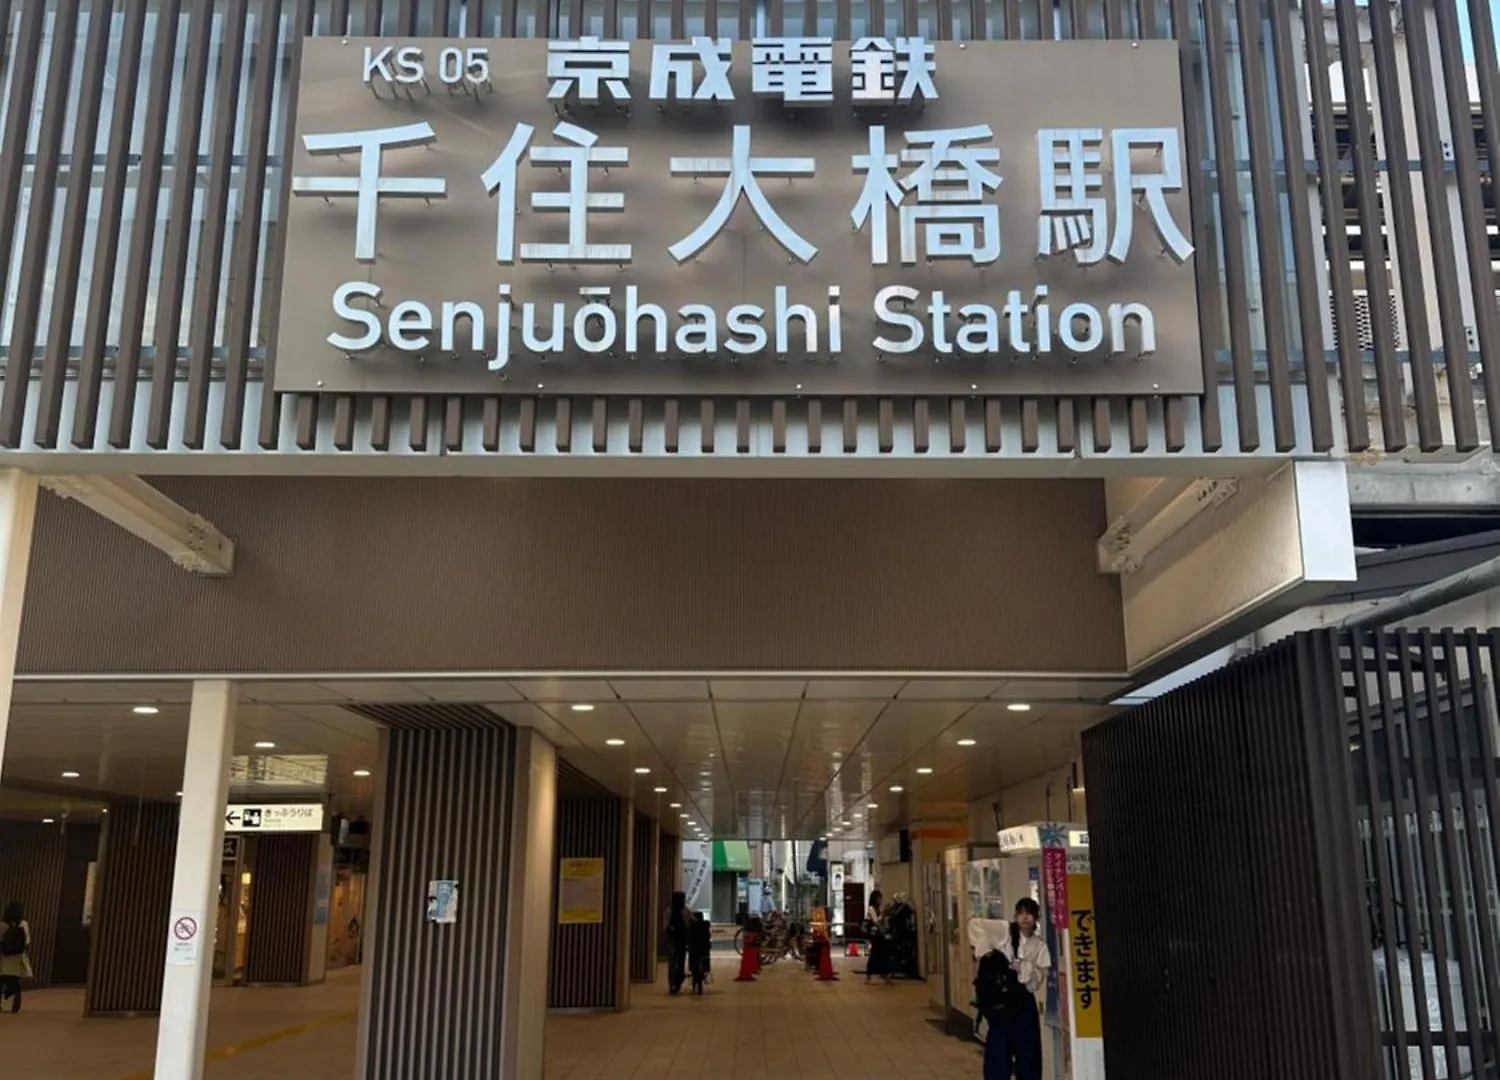 KS 05 京成電鉄
千住大橋駅
Senjuōhashi Station
きっぷうりば
できます